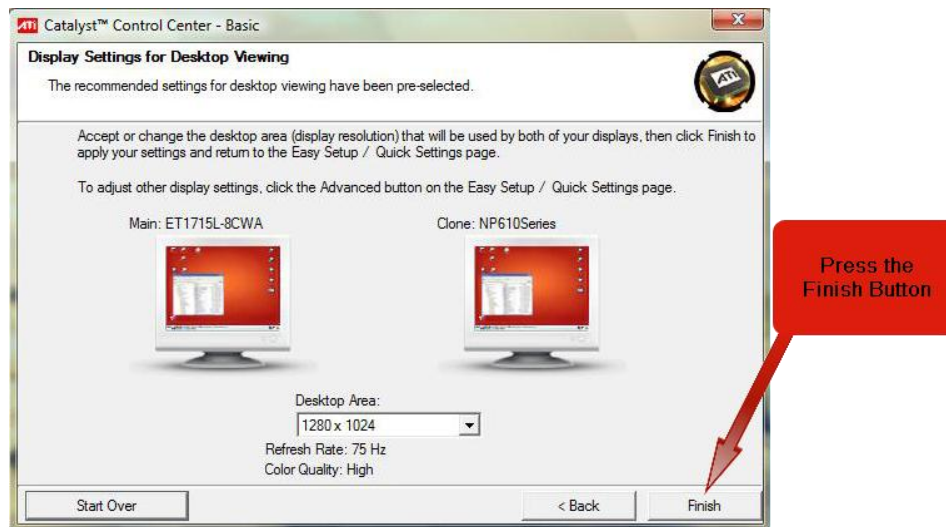 ATI Catalyst™ Control Center - Basic
Display Settings for Desktop Viewing
The recommended settings for desktop viewing have been pre-selected.
ATI
Accept or change the desktop area (display resolution) that will be used by both of your displays, then click Finish to
apply your settings and return to the Easy Setup / Quick Settings page.
To adjust other display settings, click the Advanced button on the Easy Setup / Quick Settings page.
Main: ET1715L-8CWA
Clone: NP610Series
Press the
Finish Button
Desktop Area:
1280 x 1024
Refresh Rate: 75 Hz
Color Quality: High
Start Over
< Back
Finish